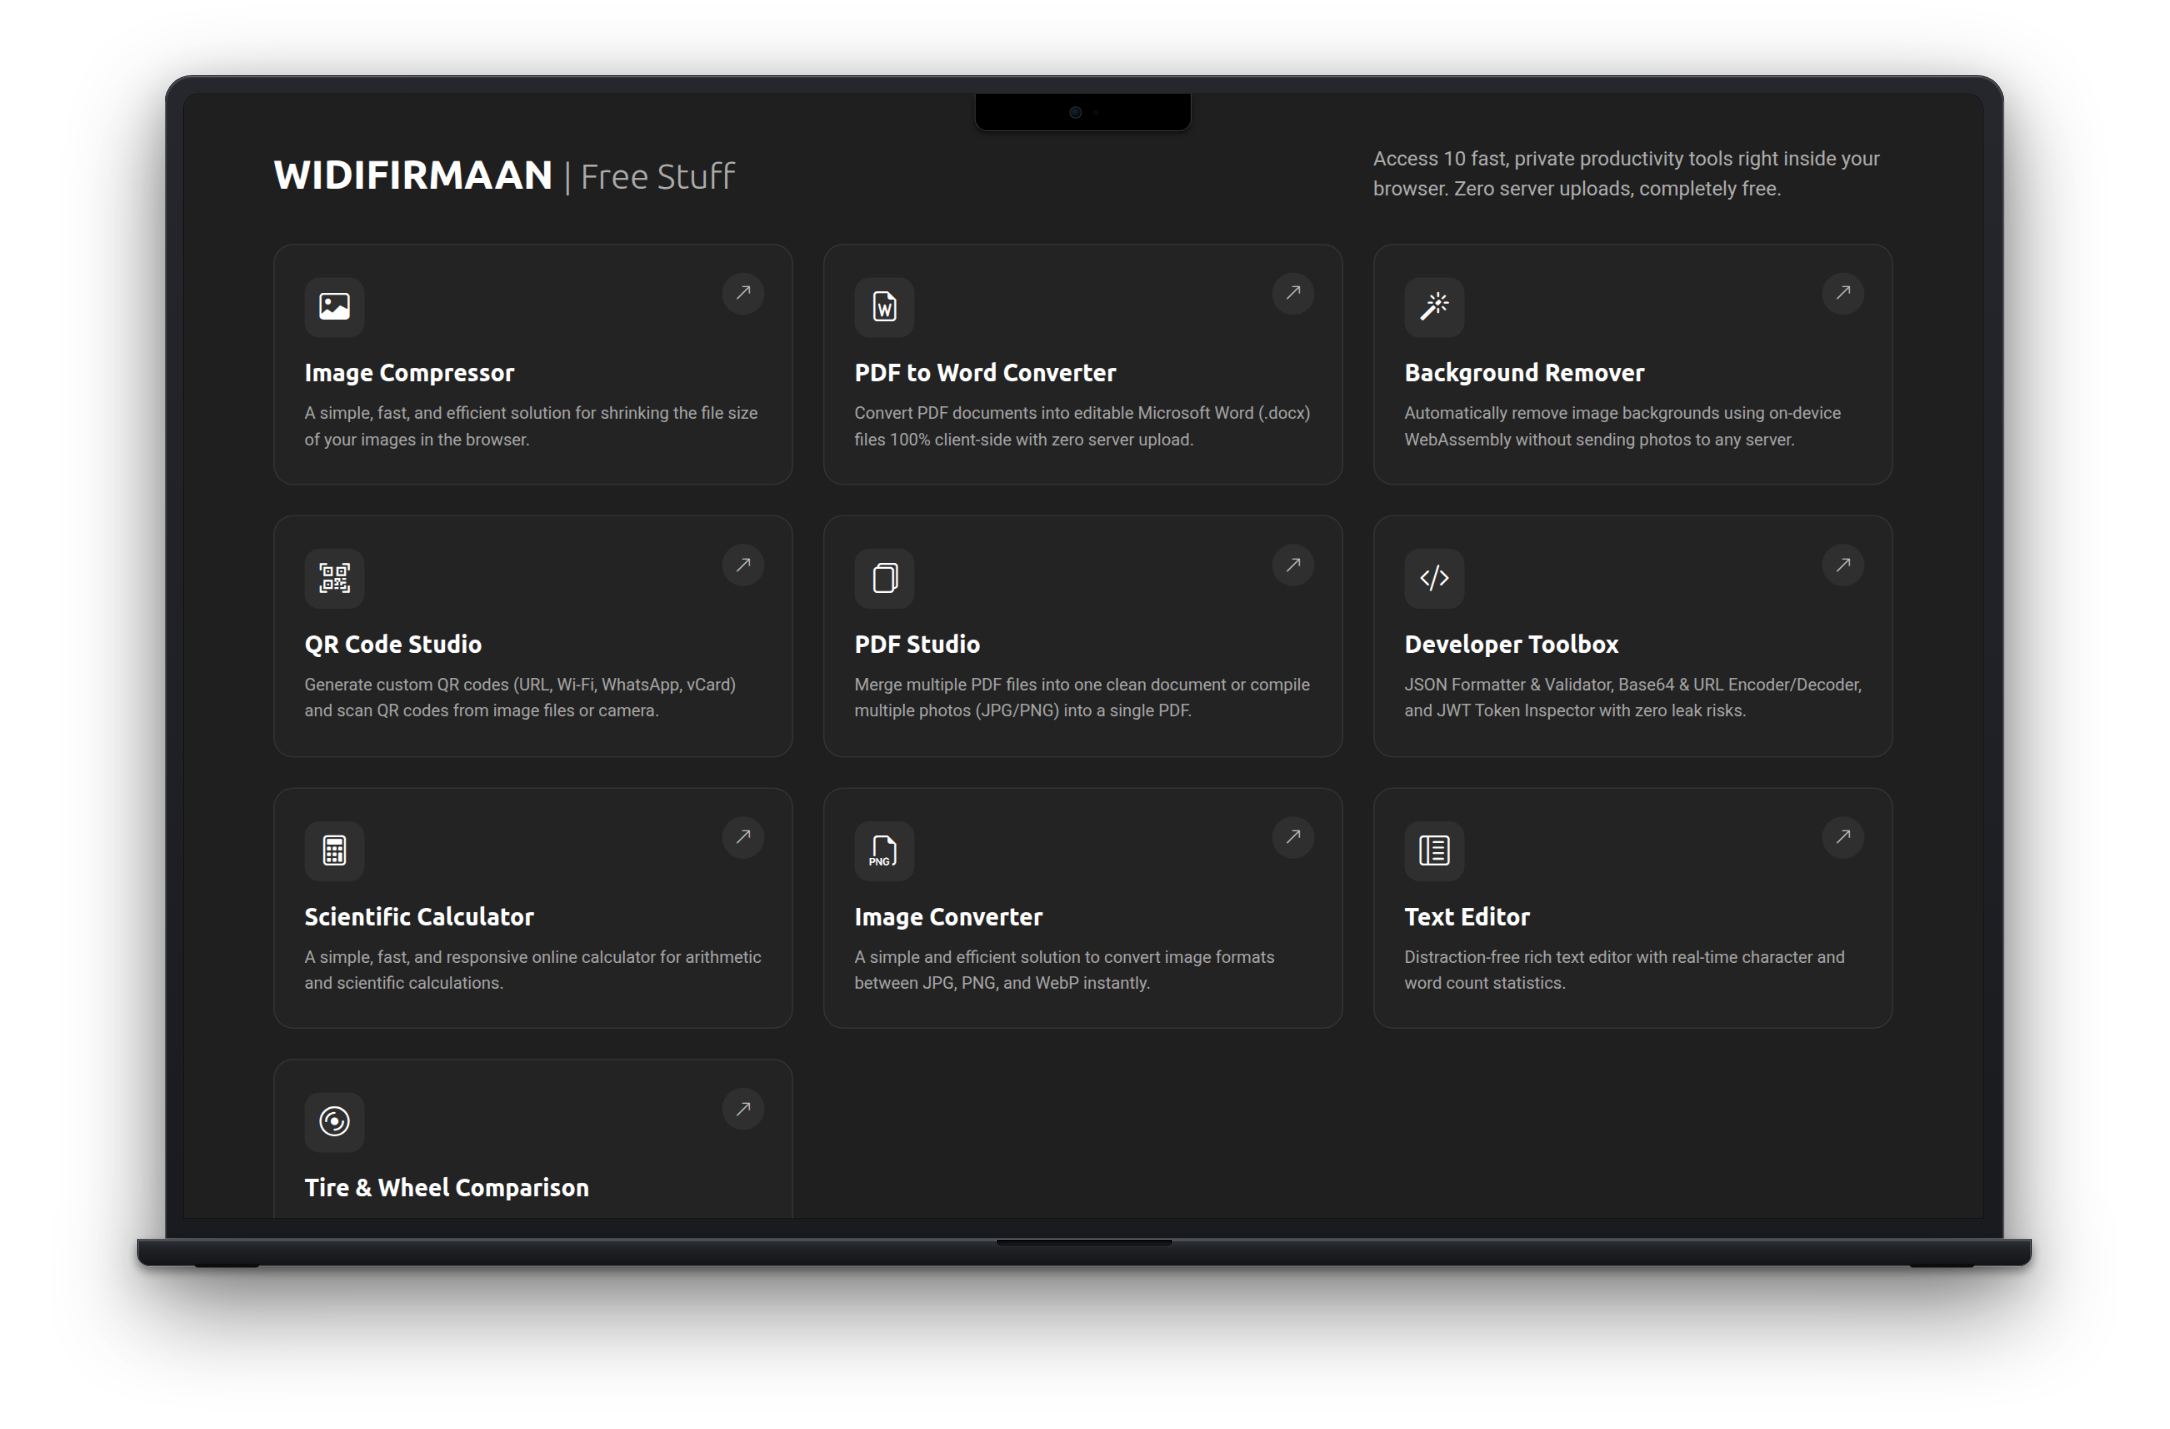 WIDIFIRMAAN | Free Stuff
Access 10 fast, private productivity tools right inside your
browser. Zero server uploads, completely free.
Image Compressor
A simple, fast, and efficient solution for shrinking the file size
of your images in the browser.
W
PDF to Word Converter
Convert PDF documents into editable Microsoft Word (.docx)
files 100% client-side with zero server upload.
Background Remover
Automatically remove image backgrounds using on-device
WebAssembly without sending photos to any server.
QR Code Studio
Generate custom QR codes (URL, Wi-Fi, WhatsApp, vCard)
and scan QR codes from image files or camera.
PDF Studio
Merge multiple PDF files into one clean document or compile
multiple photos (JPG/PNG) into a single PDF.
Developer Toolbox
JSON Formatter & Validator, Base64 & URL Encoder/Decoder,
and JWT Token Inspector with zero leak risks.
Scientific Calculator
A simple, fast, and responsive online calculator for arithmetic
and scientific calculations.
PNG
Image Converter
A simple and efficient solution to convert image formats
between JPG, PNG, and WebP instantly.
Text Editor
Distraction-free rich text editor with real-time character and
word count statistics.
Tire & Wheel Comparison